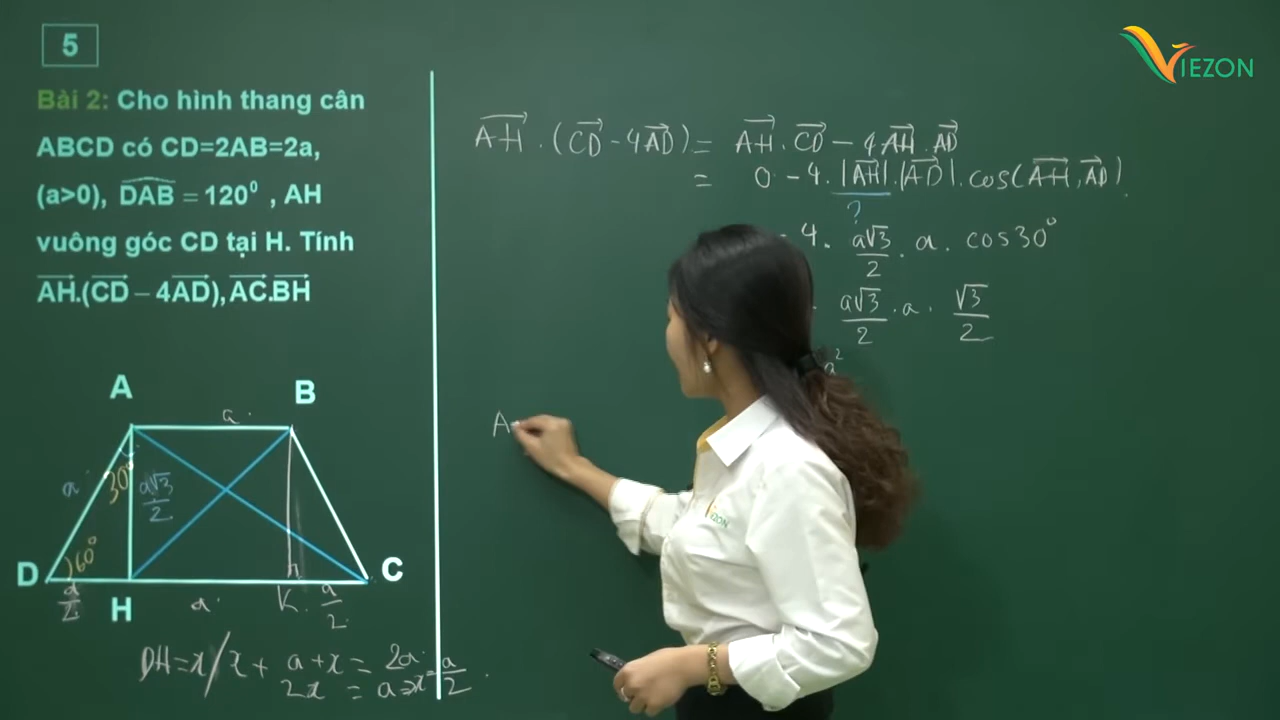 5
VIEZON
Bài 2: Cho hình thang cân
ABCD có CD=2AB=2a,
(a>0), DAB = 120⁰ , AH
vuông góc CD tại H. Tính
AH.(CD – 4AD), AC.BH
A
B
a
a
30°
a√3/2
60°
D
C
a/2
H
a
K
a/2
DH = x / x + a + x = 2a
2x = a => x = a/2
AH . (CD - 4AD) = AH . CD - 4AH . AD
= 0 - 4. |AH|.|AD|. cos(AH, AD)
?
4. a√3/2 . a . cos30°
a√3/2 . a . √3/2
a²
A
IEZON